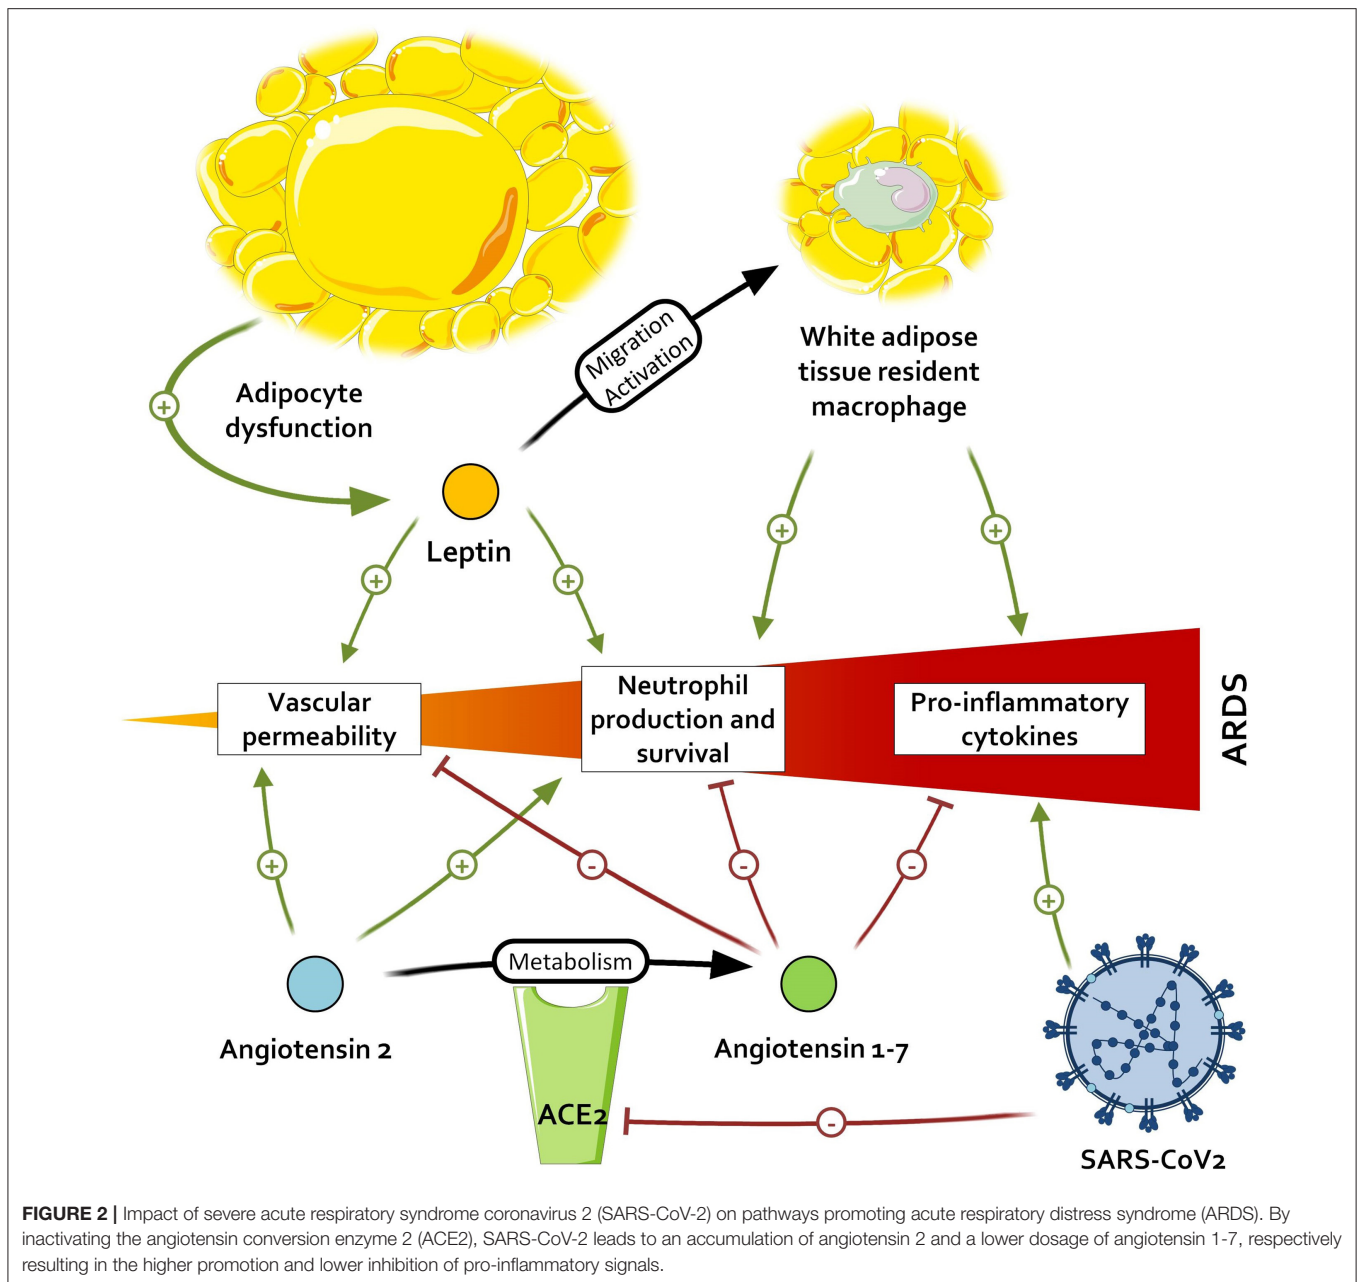 Migration
Activation
White adipose
tissue resident
macrophage
Adipocyte
dysfunction
+
Leptin
+
+
+
+
Vascular
permeability
Neutrophil
production and
survival
Pro-inflammatory
cytokines
ARDS
+
+
-
-
-
+
Metabolism
Angiotensin 2
Angiotensin 1-7
ACE2
-
SARS-CoV2
FIGURE 2 | Impact of severe acute respiratory syndrome coronavirus 2 (SARS-CoV-2) on pathways promoting acute respiratory distress syndrome (ARDS). By
inactivating the angiotensin conversion enzyme 2 (ACE2), SARS-CoV-2 leads to an accumulation of angiotensin 2 and a lower dosage of angiotensin 1-7, respectively
resulting in the higher promotion and lower inhibition of pro-inflammatory signals.